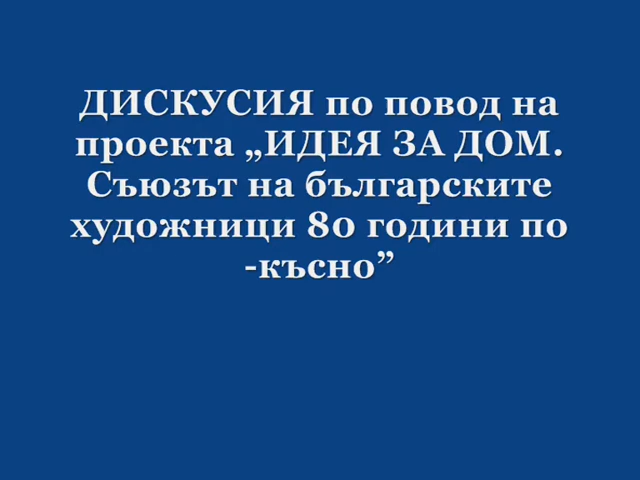 ДИСКУСИЯ по повод на
проекта „ИДЕЯ ЗА ДОМ.
Съюзът на българските
художници 80 години по
-късно”